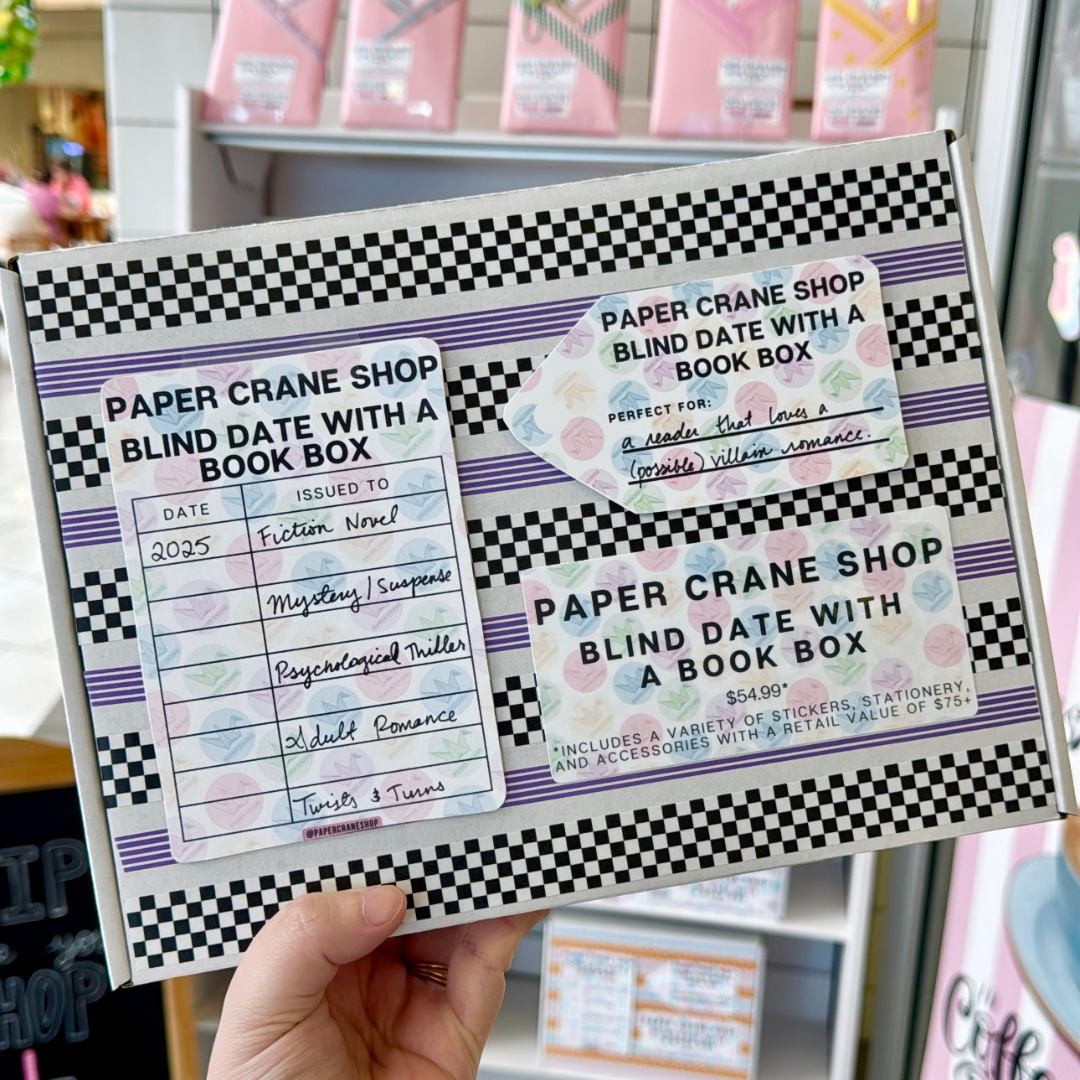 PAPER CRANE SHOP
BLIND DATE WITH A
BOOK BOX
DATE ISSUED TO
2025 Fiction Novel
Mystery/Suspense
Psychological Thriller
Adult Romance
Twists & Turns
@PAPERCRANESHOP
PAPER CRANE SHOP
BLIND DATE WITH A
BOOK BOX
PERFECT FOR:
a reader that loves a
(possible) villain romance.
PAPER CRANE SHOP
BLIND DATE WITH
A BOOK BOX
$54.99*
*INCLUDES A VARIETY OF STICKERS, STATIONERY,
AND ACCESSORIES WITH A RETAIL VALUE OF $75+
Coffee